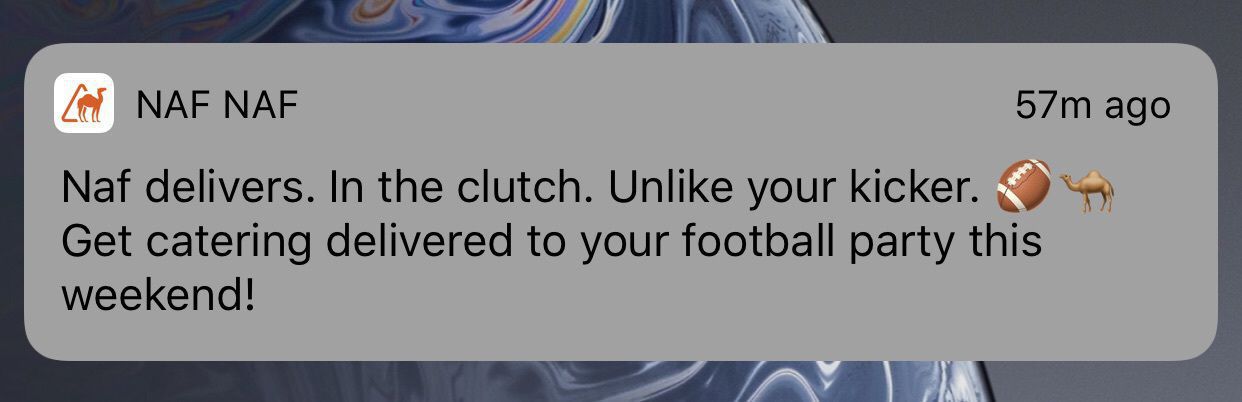 NAF NAF 57m ago
Naf delivers. In the clutch. Unlike your kicker. 🏈🐪
Get catering delivered to your football party this
weekend!